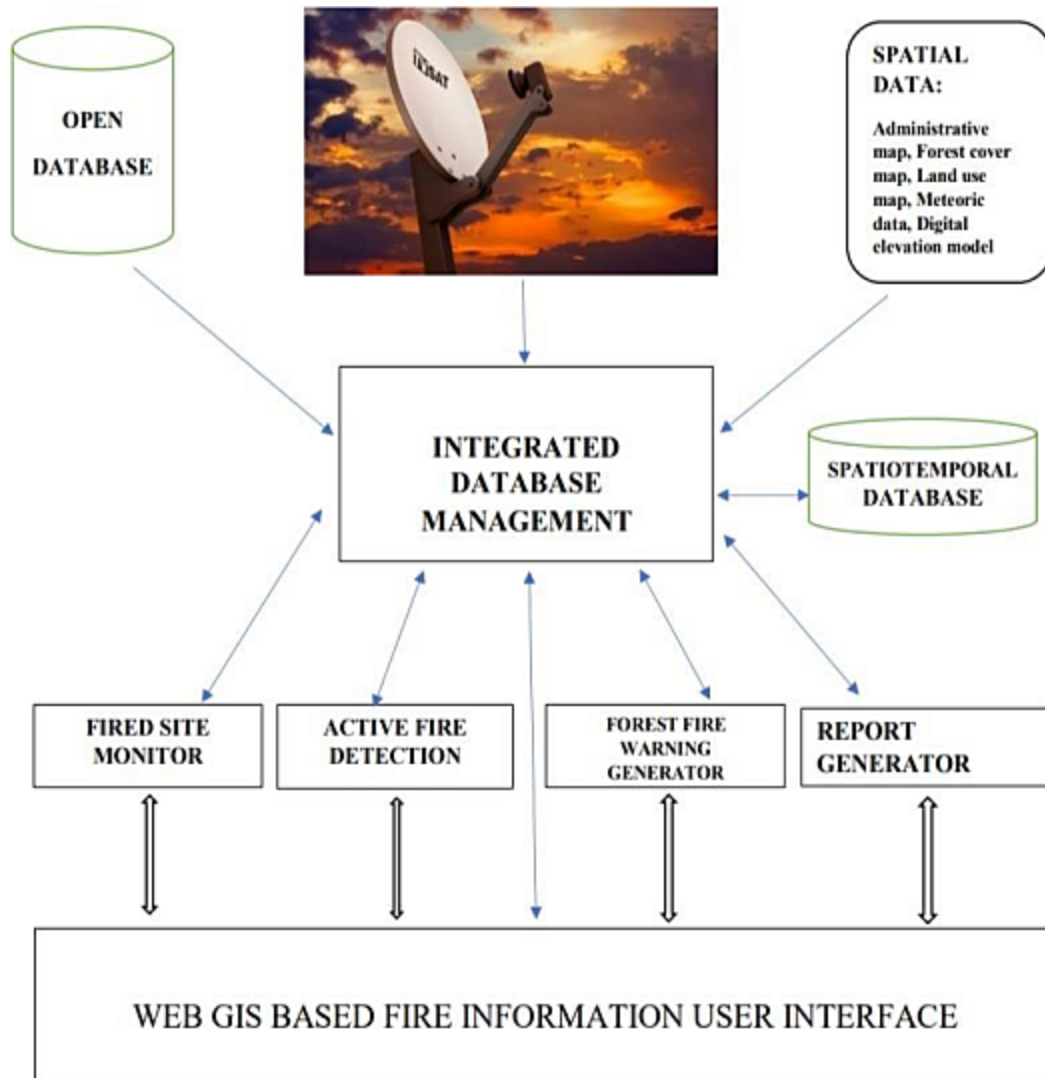 OPEN
DATABASE
SPATIAL
DATA:
Administrative
map, Forest cover
map, Land use
map, Meteoric
data, Digital
elevation model
INTEGRATED
DATABASE
MANAGEMENT
SPATIOTEMPORAL
DATABASE
FIRED SITE
MONITOR
ACTIVE FIRE
DETECTION
FOREST FIRE
WARNING
GENERATOR
REPORT
GENERATOR
WEB GIS BASED FIRE INFORMATION USER INTERFACE